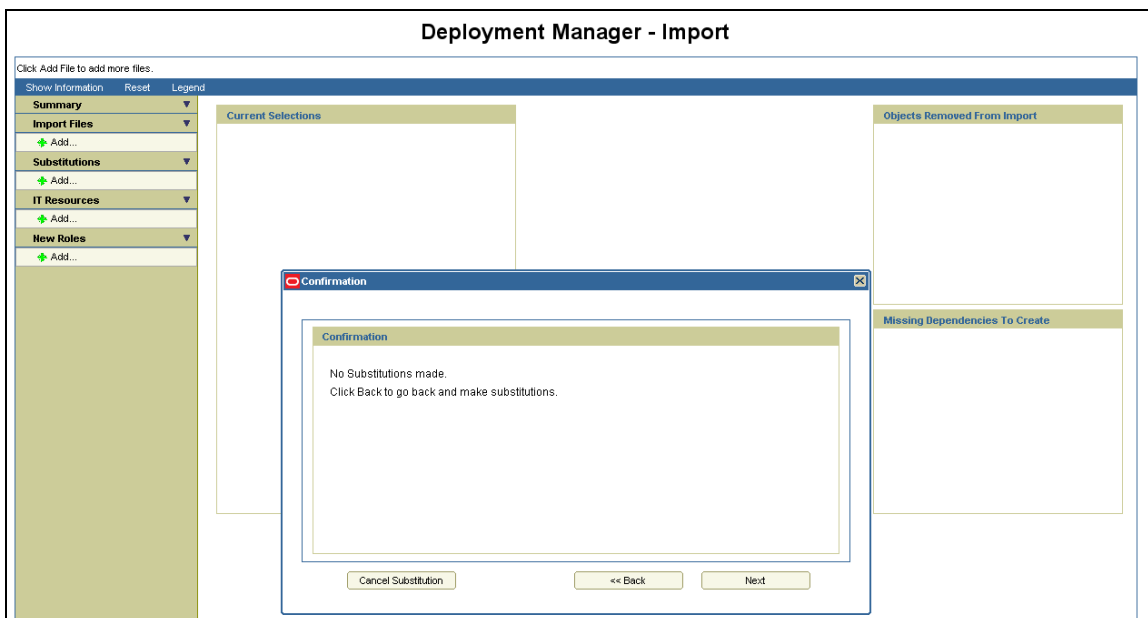 Deployment Manager - Import
Click Add File to add more files.
Show Information Reset Legend
Summary
Import Files
Add...
Substitutions
Add...
IT Resources
Add...
New Roles
Add...
Current Selections
Objects Removed From Import
Missing Dependencies To Create
Confirmation
Confirmation
No Substitutions made.
Click Back to go back and make substitutions.
Cancel Substitution << Back Next